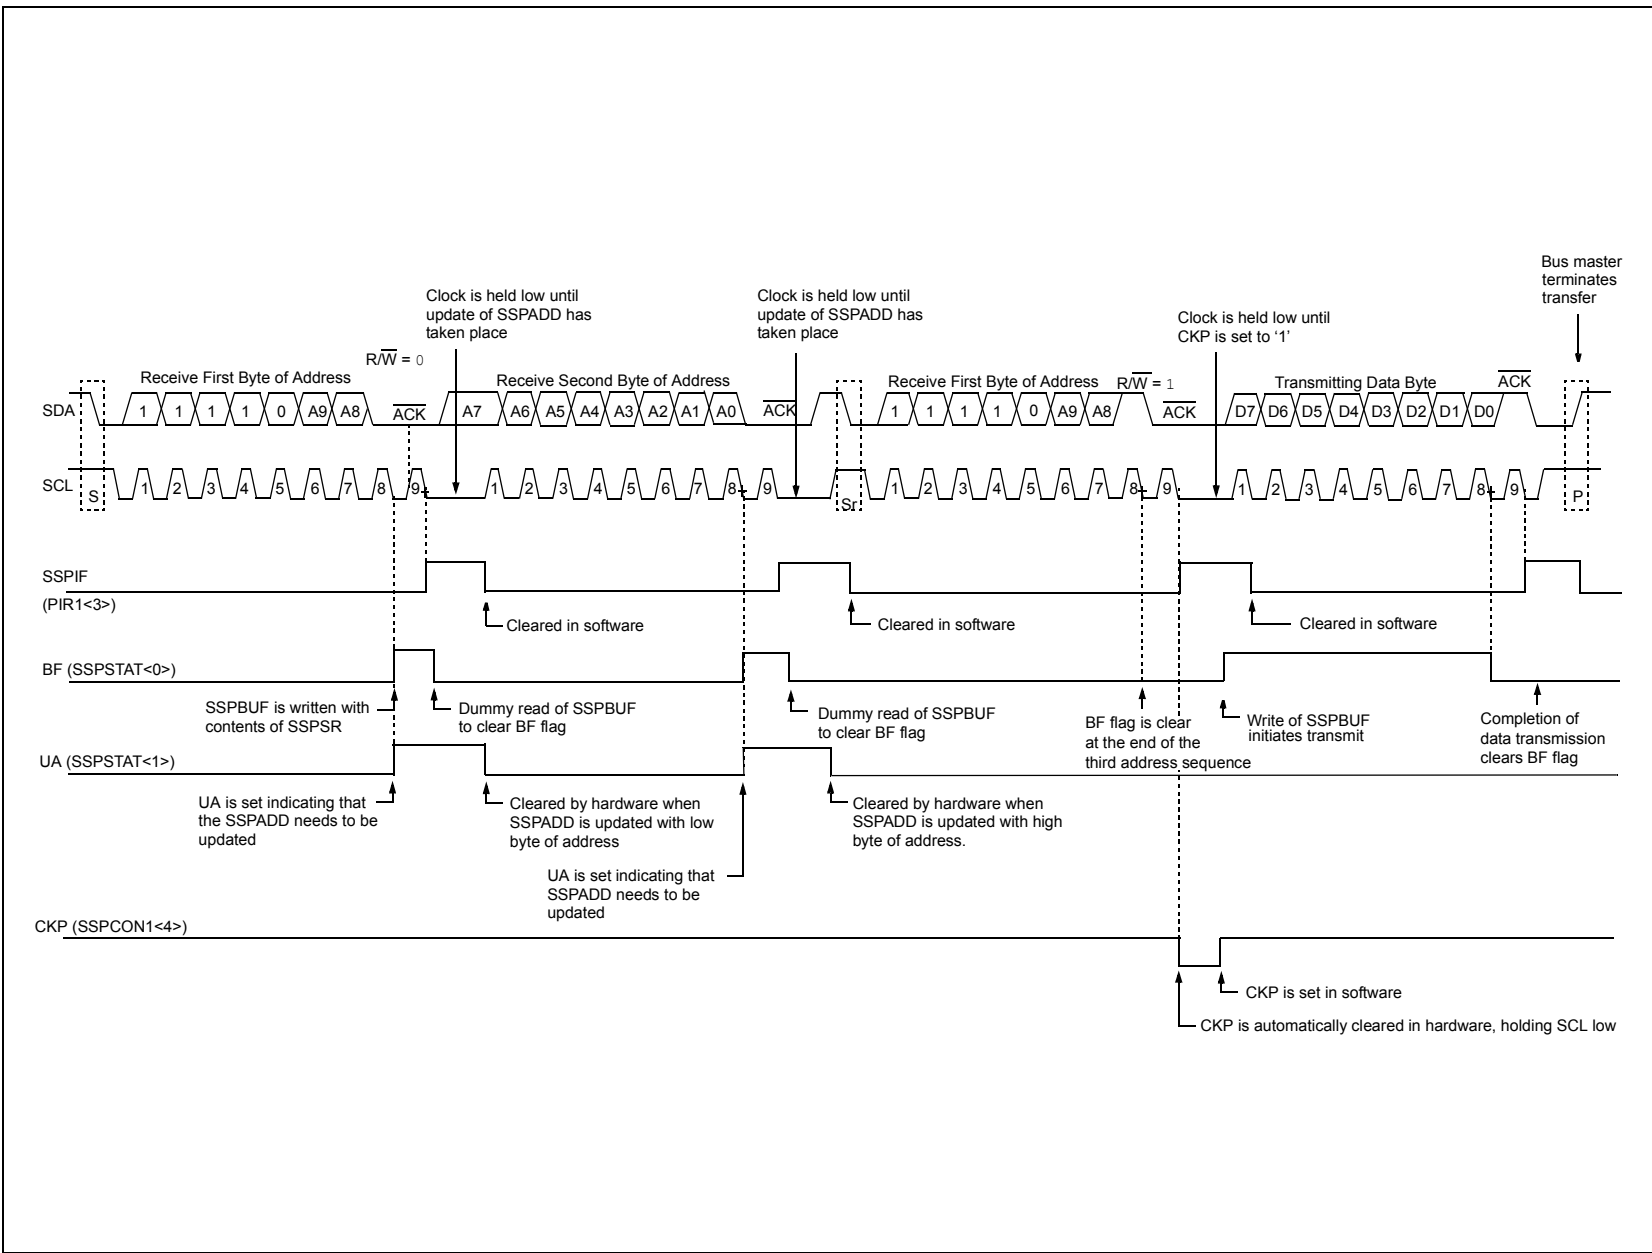 Bus master
terminates
transfer
Clock is held low until
update of SSPADD has
taken place
Clock is held low until
update of SSPADD has
taken place
Clock is held low until
CKP is set to ‘1’
R/W = 0
Receive First Byte of Address
Receive Second Byte of Address
Receive First Byte of Address
R/W = 1
Transmitting Data Byte
ACK
SDA
1 1 1 1 0 A9 A8 ACK A7 A6 A5 A4 A3 A2 A1 A0 ACK 1 1 1 1 0 A9 A8 ACK D7 D6 D5 D4 D3 D2 D1 D0
SCL
S 1 2 3 4 5 6 7 8 9 1 2 3 4 5 6 7 8 9 Sr 1 2 3 4 5 6 7 8 9 1 2 3 4 5 6 7 8 9 P
SSPIF
(PIR1<3>)
Cleared in software
Cleared in software
Cleared in software
BF (SSPSTAT<0>)
SSPBUF is written with
contents of SSPSR
Dummy read of SSPBUF
to clear BF flag
Dummy read of SSPBUF
to clear BF flag
BF flag is clear
at the end of the
third address sequence
Write of SSPBUF
initiates transmit
Completion of
data transmission
clears BF flag
UA (SSPSTAT<1>)
UA is set indicating that
the SSPADD needs to be
updated
Cleared by hardware when
SSPADD is updated with low
byte of address
UA is set indicating that
SSPADD needs to be
updated
Cleared by hardware when
SSPADD is updated with high
byte of address.
CKP (SSPCON1<4>)
CKP is set in software
CKP is automatically cleared in hardware, holding SCL low